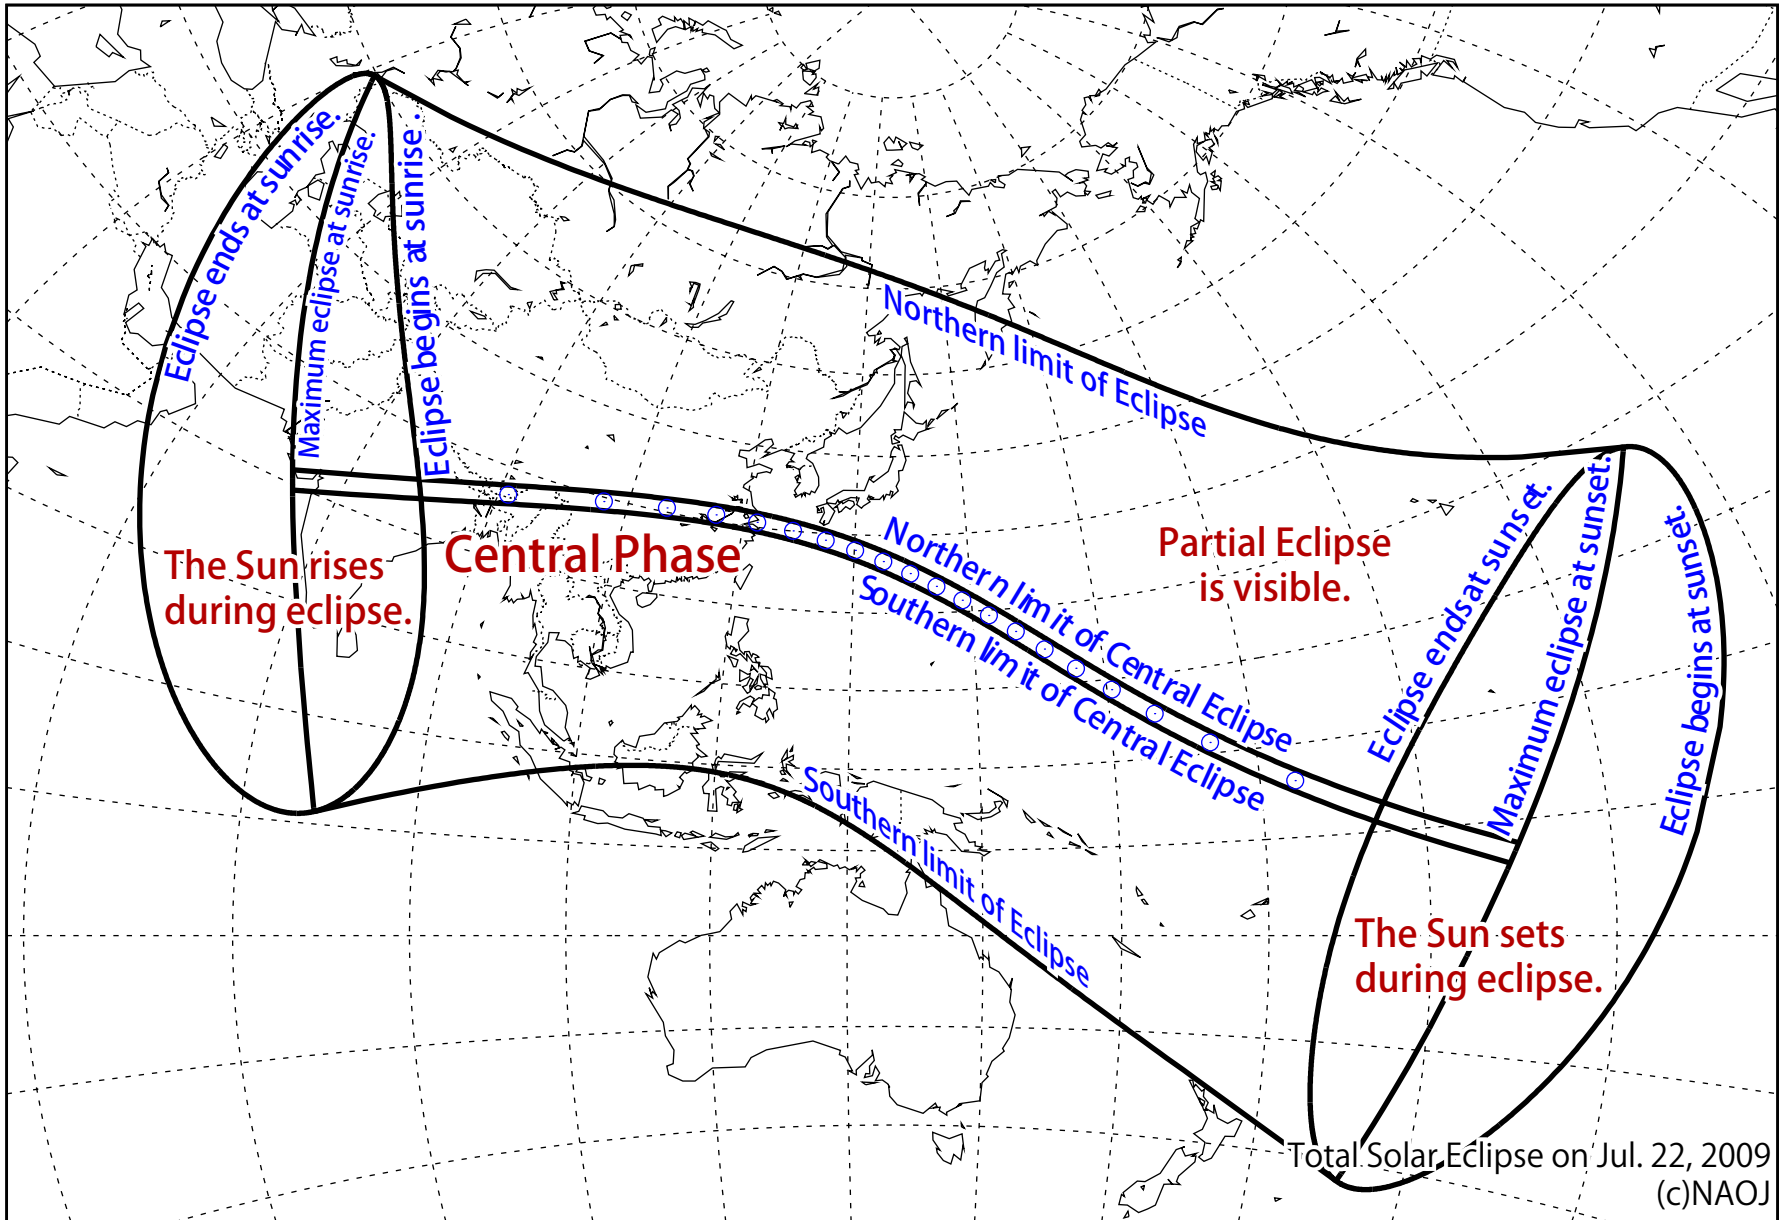 Eclipse ends at sunrise.
Maximum eclipse at sunrise.
Eclipse begins at sunrise.
Northern limit of Eclipse
The Sun rises
during eclipse.
Central Phase
Northern limit of Central Eclipse
Southern limit of Central Eclipse
Partial Eclipse
is visible.
Eclipse ends at sunset.
Maximum eclipse at sunset.
Eclipse begins at sunset.
Southern limit of Eclipse
The Sun sets
during eclipse.
Total Solar Eclipse on Jul. 22, 2009
(c)NAOJ